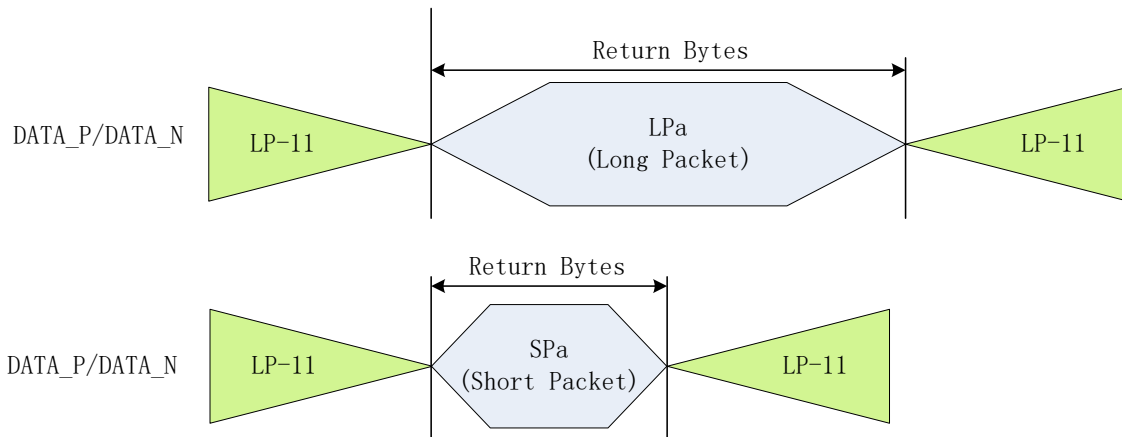 Return Bytes
DATA_P/DATA_N
LP-11
LPa
(Long Packet)
LP-11
Return Bytes
DATA_P/DATA_N
LP-11
SPa
(Short Packet)
LP-11